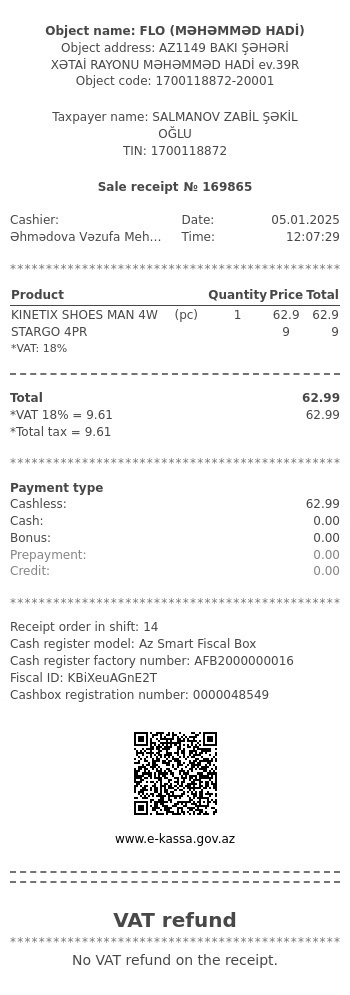 Object name: FLO (MƏHƏMMƏD HADİ)
Object address: AZ1149 BAKI ŞƏHƏRİ
XƏTAİ RAYONU MƏHƏMMƏD HADİ ev.39R
Object code: 1700118872-20001
Taxpayer name: SALMANOV ZABİL ŞƏKİL
OĞLU
TIN: 1700118872
Sale receipt № 169865
Cashier: Date: 05.01.2025
Əhmədova Vəzufa Meh... Time: 12:07:29
********************************************
Product Quantity Price Total
KINETIX SHOES MAN 4W (pc) 1 62.9 62.9
STARGO 4PR 9 9
*VAT: 18%
Total 62.99
*VAT 18% = 9.61 62.99
*Total tax = 9.61
********************************************
Payment type
Cashless: 62.99
Cash: 0.00
Bonus: 0.00
Prepayment: 0.00
Credit: 0.00
********************************************
Receipt order in shift: 14
Cash register model: Az Smart Fiscal Box
Cash register factory number: AFB2000000016
Fiscal ID: KBiXeuAGnE2T
Cashbox registration number: 0000048549
www.e-kassa.gov.az
VAT refund
********************************************
No VAT refund on the receipt.